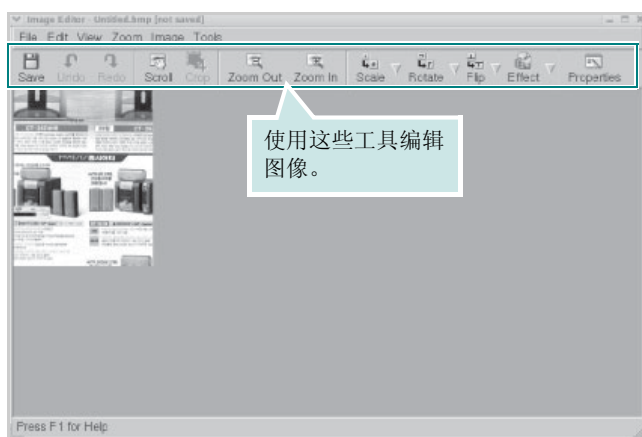 Image Editor - Untitled.bmp [not saved]
File Edit View Zoom Image Tools
Save Undo Redo Scroll Crop Zoom Out Zoom In Scale Rotate Flip Effect Properties
使用这些工具编辑
图像。
Press F1 for Help